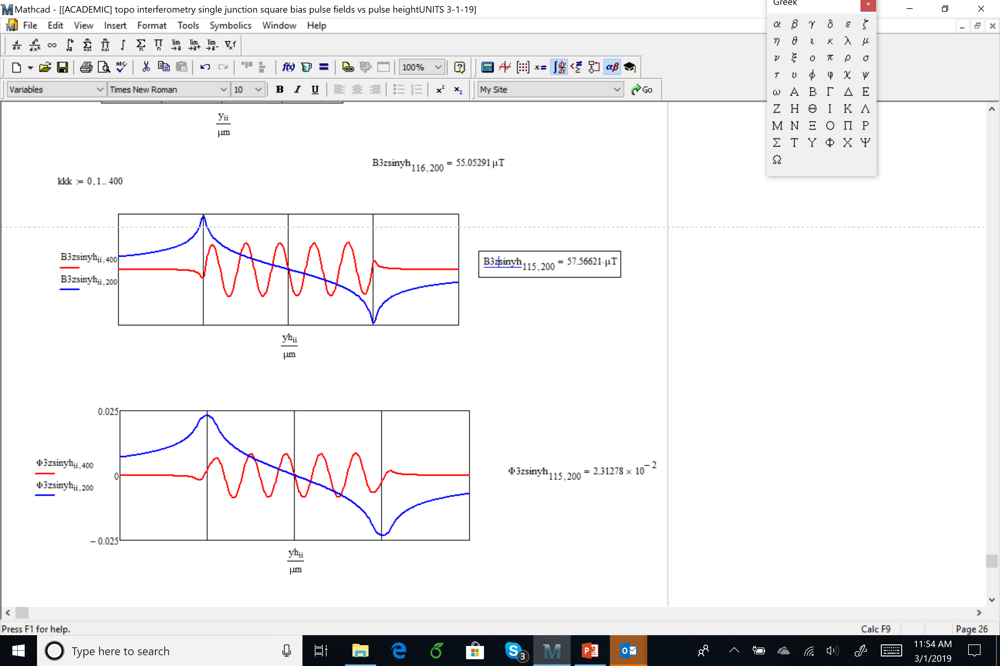 Mathcad - [[ACADEMIC] topo interferometry single junction square bias pulse fields vs pulse heightUNITS 3-1-19]
File Edit View Insert Format Tools Symbolics Window Help
100%
Variables Times New Roman 10 B I U My Site Go
Greek
α β γ δ ε ζ
η θ ι κ λ μ
ν ξ ο π ρ σ
τ υ ϕ φ χ ψ
ω Α Β Γ Δ Ε
Ζ Η Θ Ι Κ Λ
Μ Ν Ξ Ο Π Ρ
Σ Τ Υ Φ Χ Ψ
Ω
yii
μm
B3zsinyh116,200 = 55.05291 μT
kkk := 0,1..400
B3zsinyhii,400
B3zsinyhii,200
B3zsinyh115,200 = 57.56621·μT
yhii
μm
0.025
Φ3zsinyhii,400
0
Φ3zsinyhii,200
−0.025
Φ3zsinyh115,200 = 2.31278 × 10−2
yhii
μm
Press F1 for help. Calc F9 Page 26
Type here to search
3
11:54 AM
3/1/2019